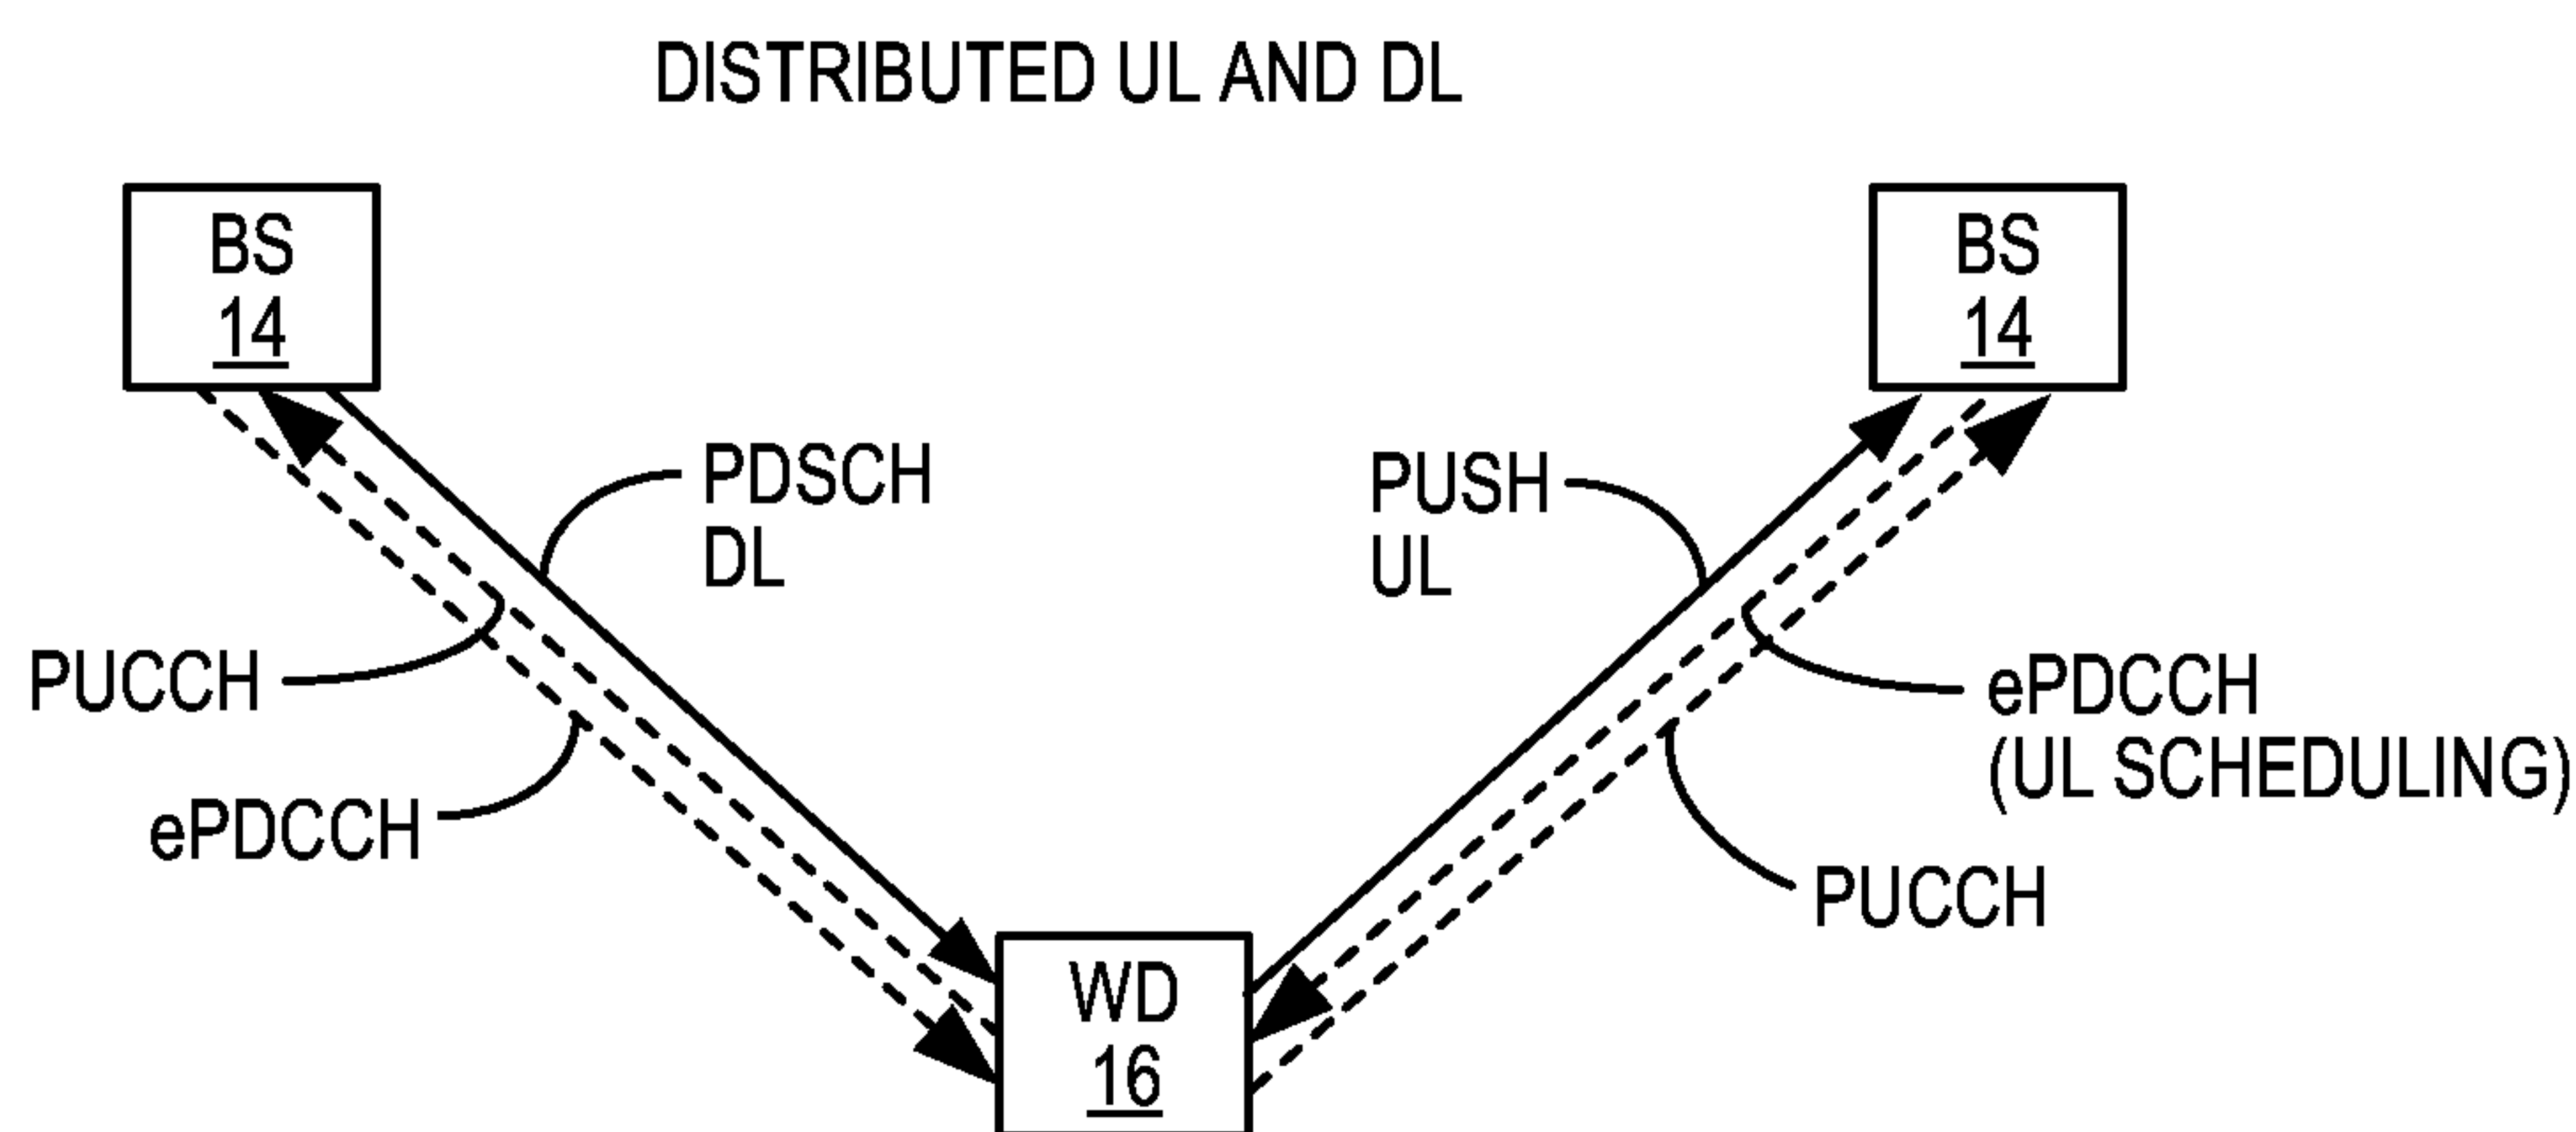 DISTRIBUTED UL AND DL
BS
14
BS
14
PDSCH
DL
PUSH
UL
PUCCH
ePDCCH
ePDCCH
(UL SCHEDULING)
PUCCH
WD
16